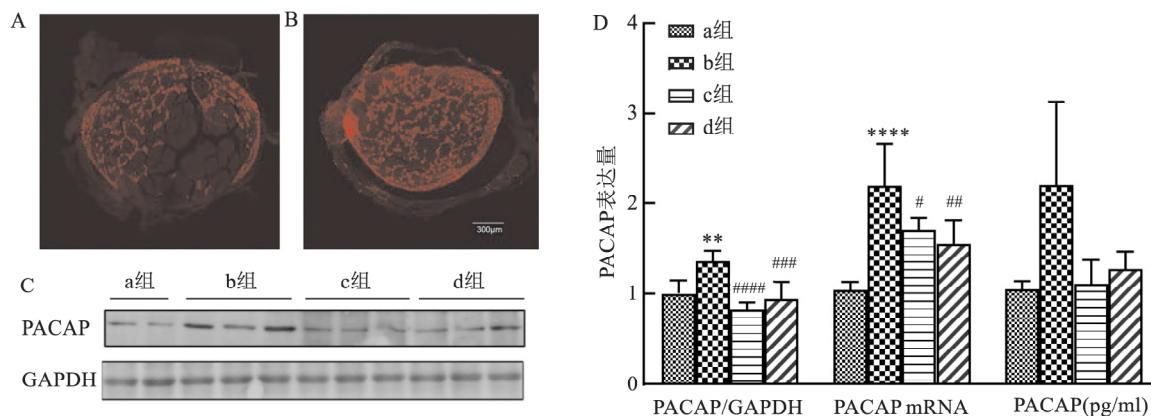 A
B
300μm
C
a组 b组 c组 d组
PACAP
GAPDH
D
a组
b组
c组
d组
PACAP表达量
4
3
2
1
0
**
####
###
****
#
##
PACAP/GAPDH
PACAP mRNA
PACAP(pg/ml)